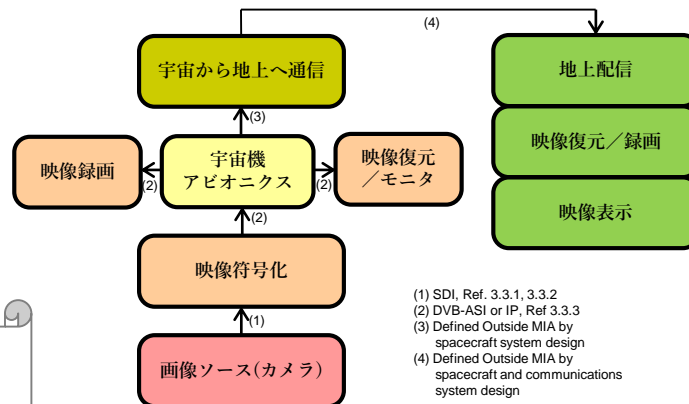 (4)
宇宙から地上へ通信
地上配信
(3)
映像録画
(2)
宇宙機
アビオニクス
(2)
映像復元
／モニタ
映像復元／録画
(2)
映像表示
映像符号化
(1)
画像ソース(カメラ)
(1) SDI, Ref. 3.3.1, 3.3.2
(2) DVB-ASI or IP, Ref 3.3.3
(3) Defined Outside MIA by
spacecraft system design
(4) Defined Outside MIA by
spacecraft and communications
system design